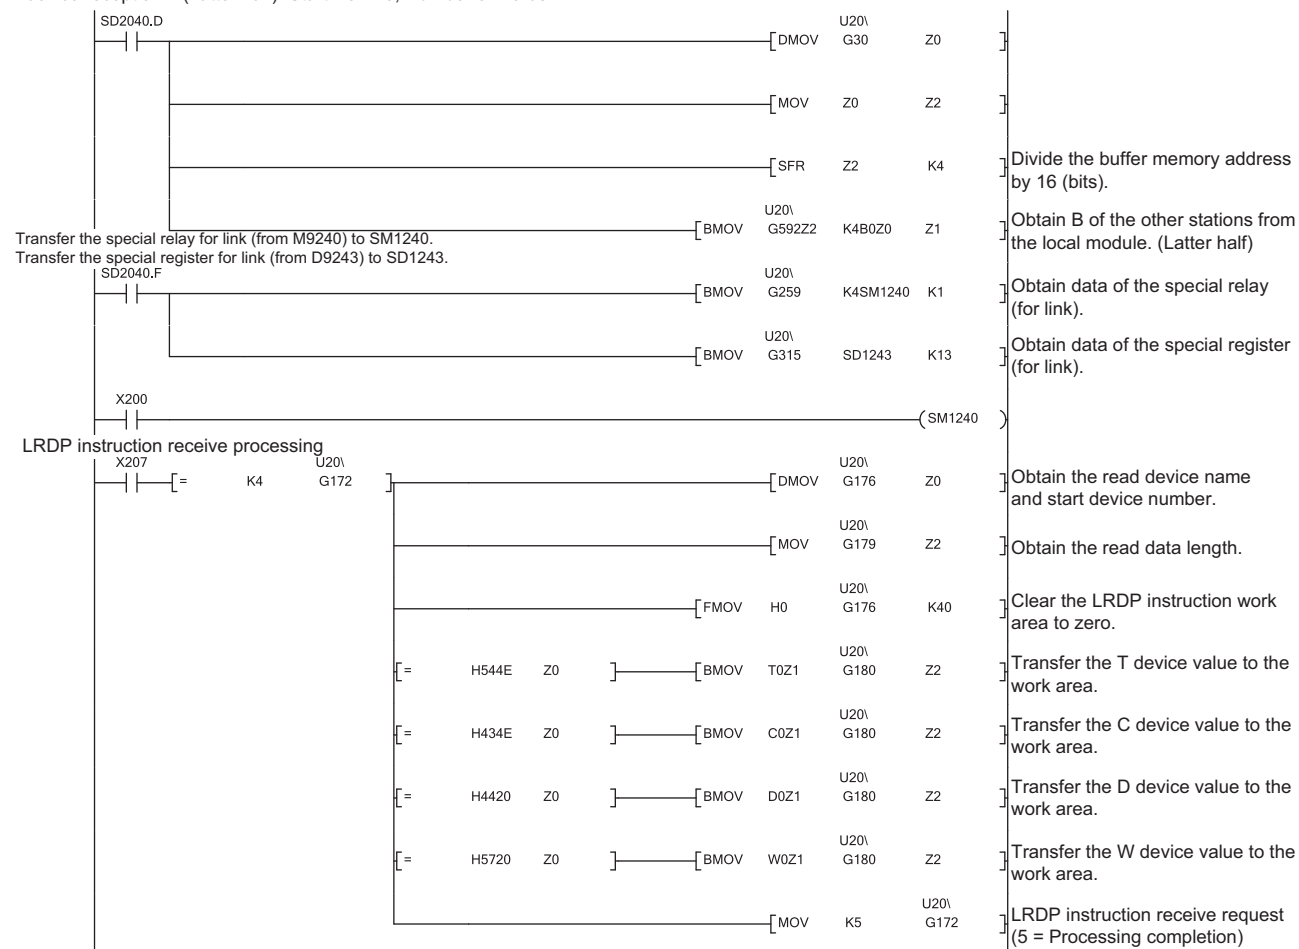 SD2040.D
U20\
DMOV G30 Z0
MOV Z0 Z2
SFR Z2 K4
Divide the buffer memory address
by 16 (bits).
U20\
BMOV G592Z2 K4B0Z0 Z1
Obtain B of the other stations from
the local module. (Latter half)
Transfer the special relay for link (from M9240) to SM1240.
Transfer the special register for link (from D9243) to SD1243.
SD2040.F
U20\
BMOV G259 K4SM1240 K1
Obtain data of the special relay
(for link).
U20\
BMOV G315 SD1243 K13
Obtain data of the special register
(for link).
X200
SM1240
LRDP instruction receive processing
X207
U20\
= K4 G172
U20\
DMOV G176 Z0
Obtain the read device name
and start device number.
U20\
MOV G179 Z2
Obtain the read data length.
U20\
FMOV H0 G176 K40
Clear the LRDP instruction work
area to zero.
U20\
= H544E Z0 BMOV T0Z1 G180 Z2
Transfer the T device value to the
work area.
U20\
= H434E Z0 BMOV C0Z1 G180 Z2
Transfer the C device value to the
work area.
U20\
= H4420 Z0 BMOV D0Z1 G180 Z2
Transfer the D device value to the
work area.
U20\
= H5720 Z0 BMOV W0Z1 G180 Z2
Transfer the W device value to the
work area.
U20\
MOV K5 G172
LRDP instruction receive request
(5 = Processing completion)